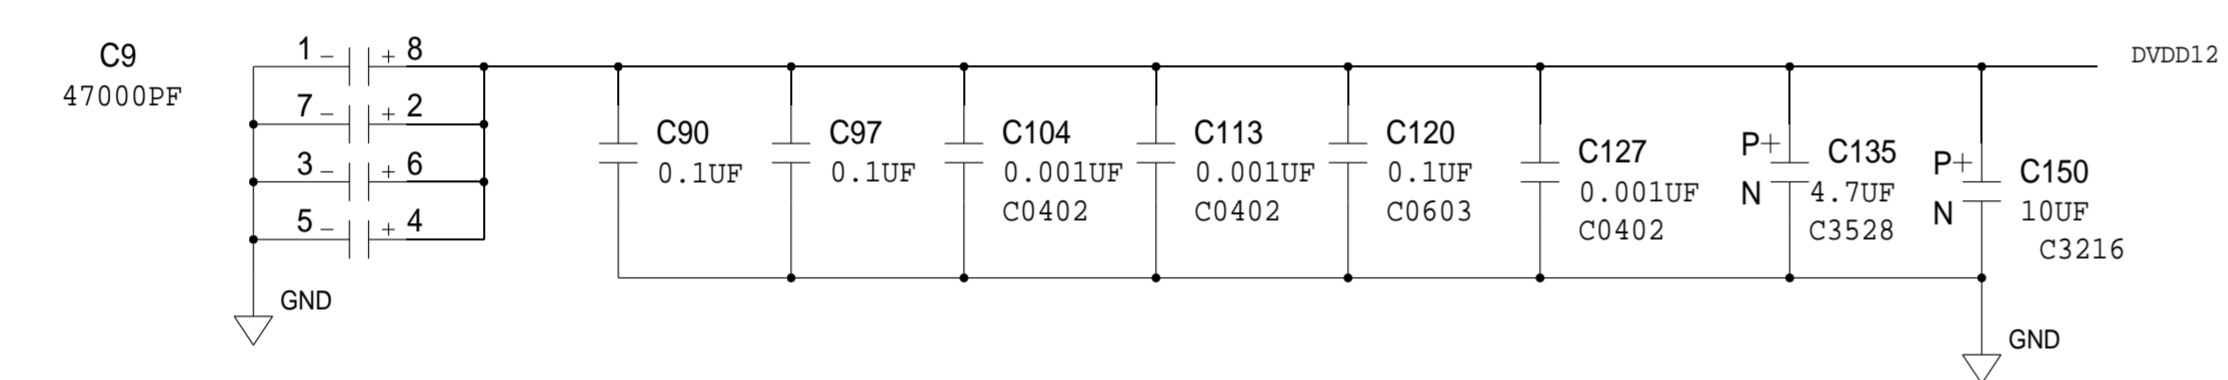 C9
47000PF
1 - + 8
7 - + 2
3 - + 6
5 - + 4
GND
C90
0.1UF
C97
0.1UF
C104
0.001UF
C0402
C113
0.001UF
C0402
C120
0.1UF
C0603
C127
0.001UF
C0402
P+
N
C135
4.7UF
C3528
P+
N
C150
10UF
C3216
DVDD12
GND